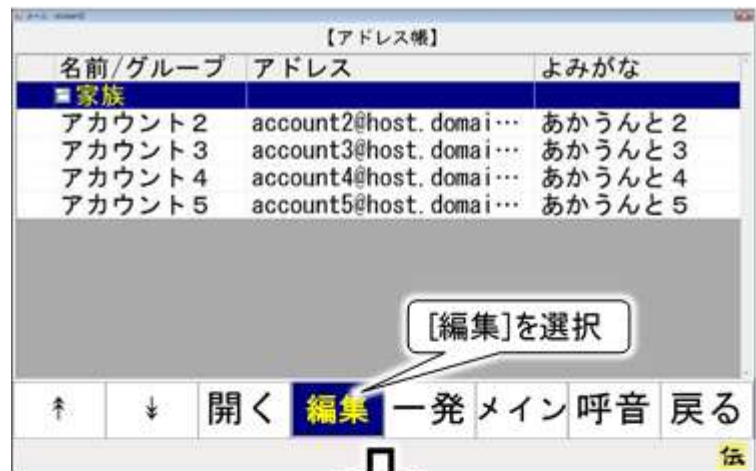 【アドレス帳】
名前/グループ アドレス よみがな
家族
アカウント2 account2@host.domai… あかうんと2
アカウント3 account3@host.domai… あかうんと3
アカウント4 account4@host.domai… あかうんと4
アカウント5 account5@host.domai… あかうんと5
[編集]を選択
開く 編集 一発 メイン 呼音 戻る
伝